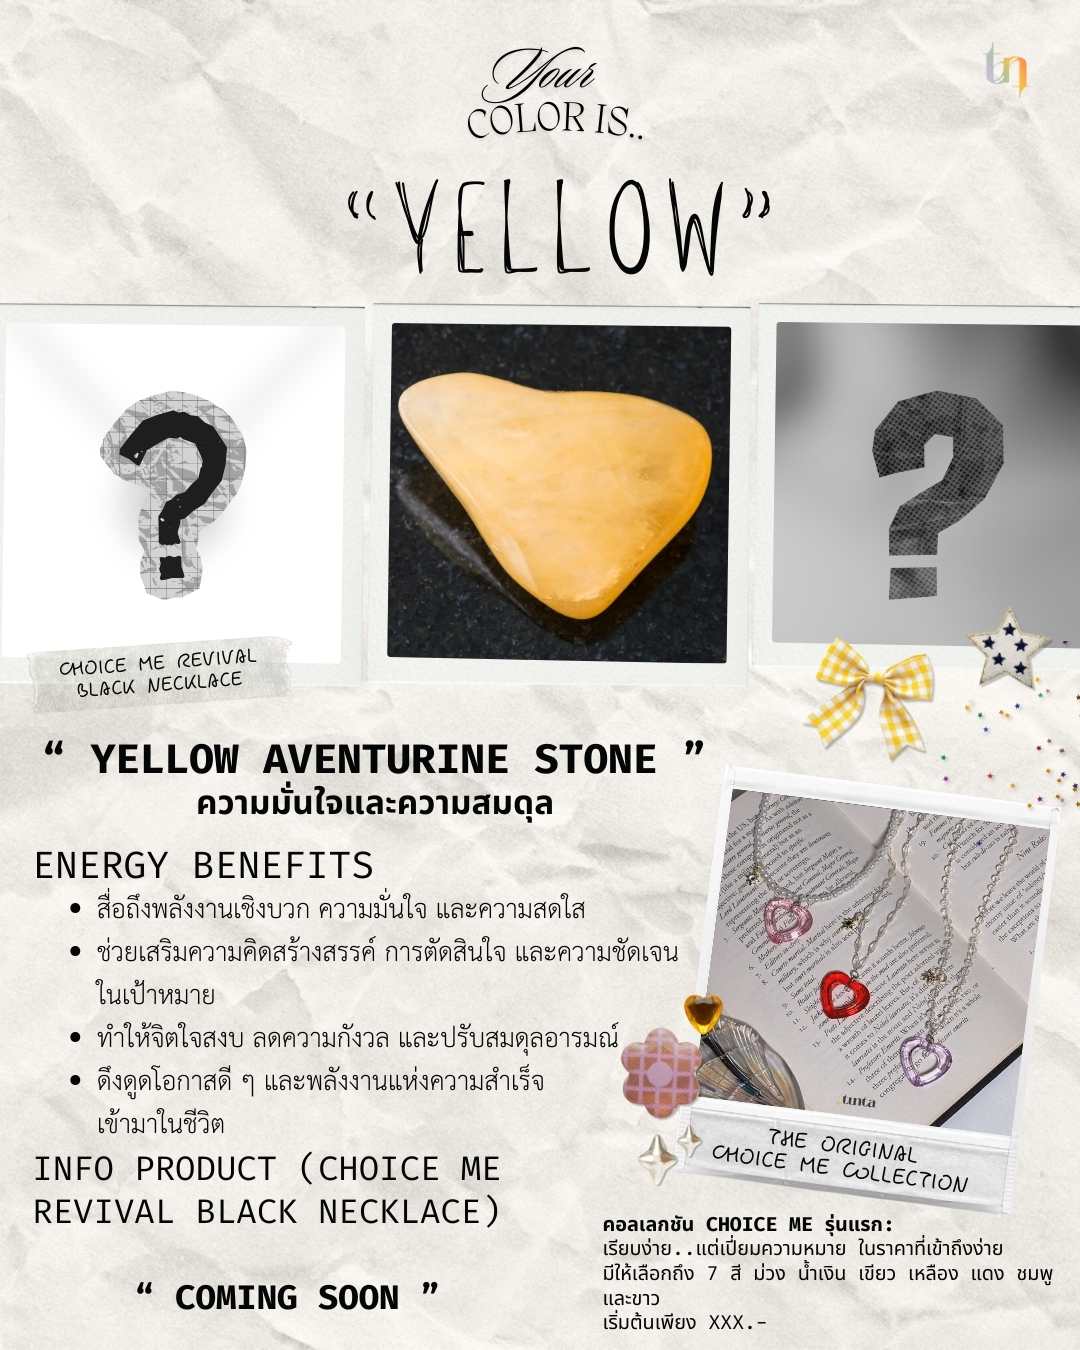 Your
COLOR IS..
tn
“YELLOW”
CHOICE ME REVIVAL
BLACK NECKLACE
“ YELLOW AVENTURINE STONE ”
ความมั่นใจและความสมดุล
ENERGY BENEFITS
• สื่อถึงพลังงานเชิงบวก ความมั่นใจ และความสดใส
• ช่วยเสริมความคิดสร้างสรรค์ การตัดสินใจ และความชัดเจน
ในเป้าหมาย
• ทำให้จิตใจสงบ ลดความกังวล และปรับสมดุลอารมณ์
• ดึงดูดโอกาสดี ๆ และพลังงานแห่งความสำเร็จ
เข้ามาในชีวิต
INFO PRODUCT (CHOICE ME
REVIVAL BLACK NECKLACE)
“ COMING SOON ”
.tunta
THE ORIGINAL
CHOICE ME COLLECTION
คอลเลกชัน CHOICE ME รุ่นแรก:
เรียบง่าย..แต่เปี่ยมความหมาย ในราคาที่เข้าถึงง่าย
มีให้เลือกถึง 7 สี ม่วง น้ำเงิน เขียว เหลือง แดง ชมพู
และขาว
เริ่มต้นเพียง XXX.-